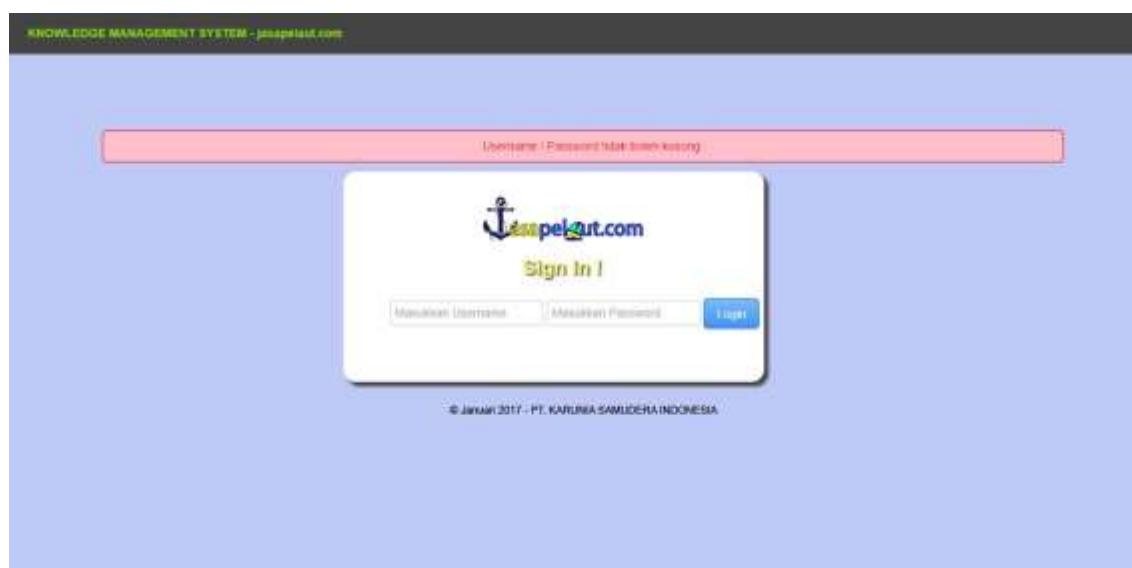 KNOWLEDGE MANAGEMENT SYSTEM - jasapelaut.com
Username / Password tidak boleh kosong
Jasapelaut.com
Sign In !
Masukkan Username Masukkan Password Login
© Januari 2017 - PT. KARUNIA SAMUDERA INDONESIA